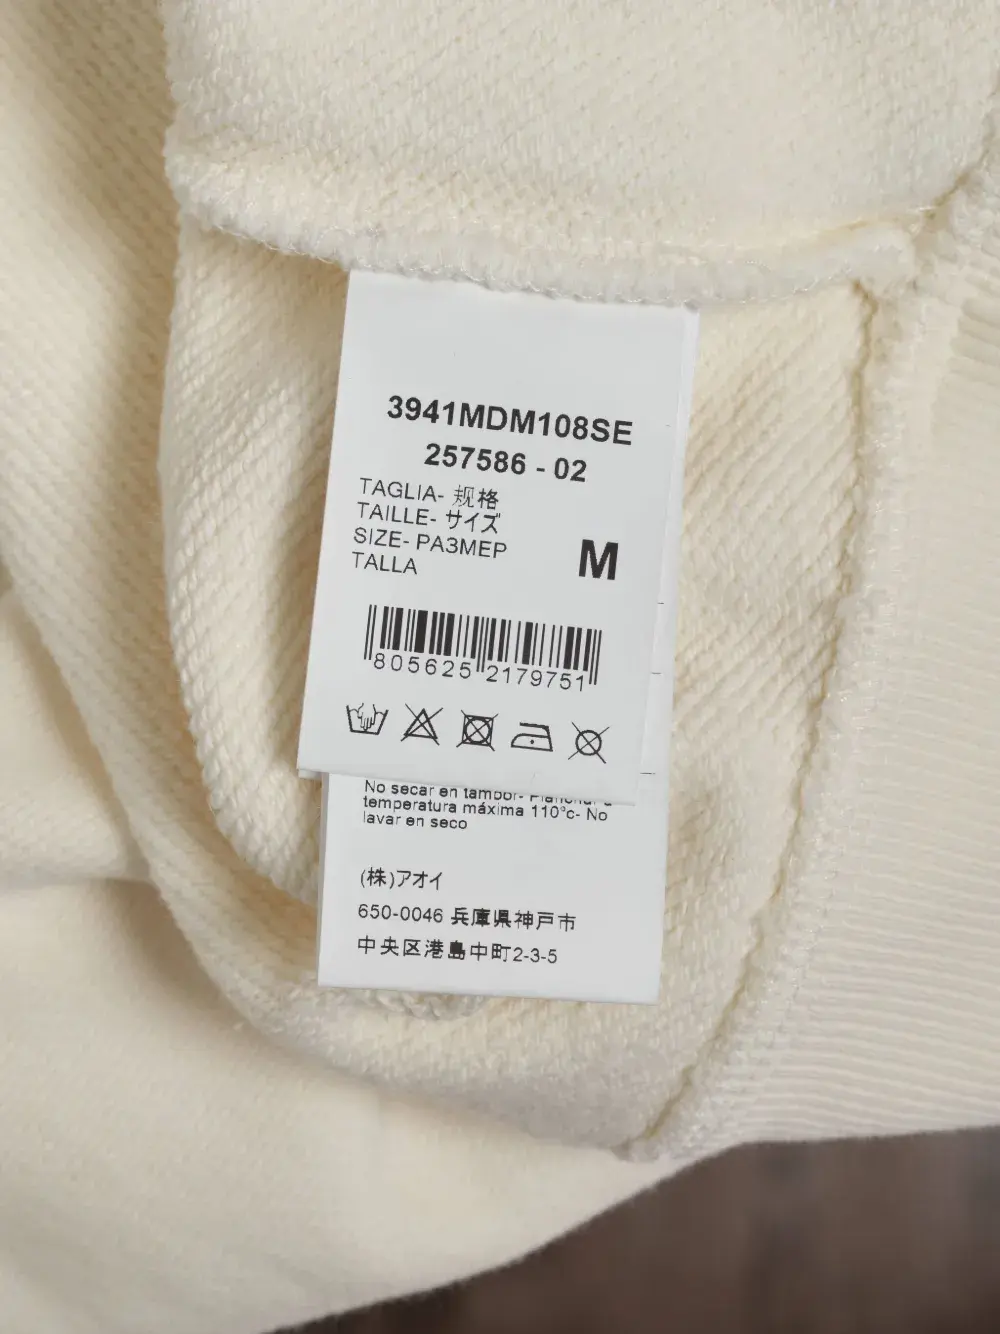 3941MDM108SE
257586 - 02
TAGLIA- 规格
TAILLE- サイズ
SIZE- РАЗМЕР
TALLA
M
805625 2179751
No secar en tambor- Planchar a
temperatura máxima 110°c- No
lavar en seco
(株)アオイ
650-0046 兵庫県神戸市
中央区港島中町2-3-5